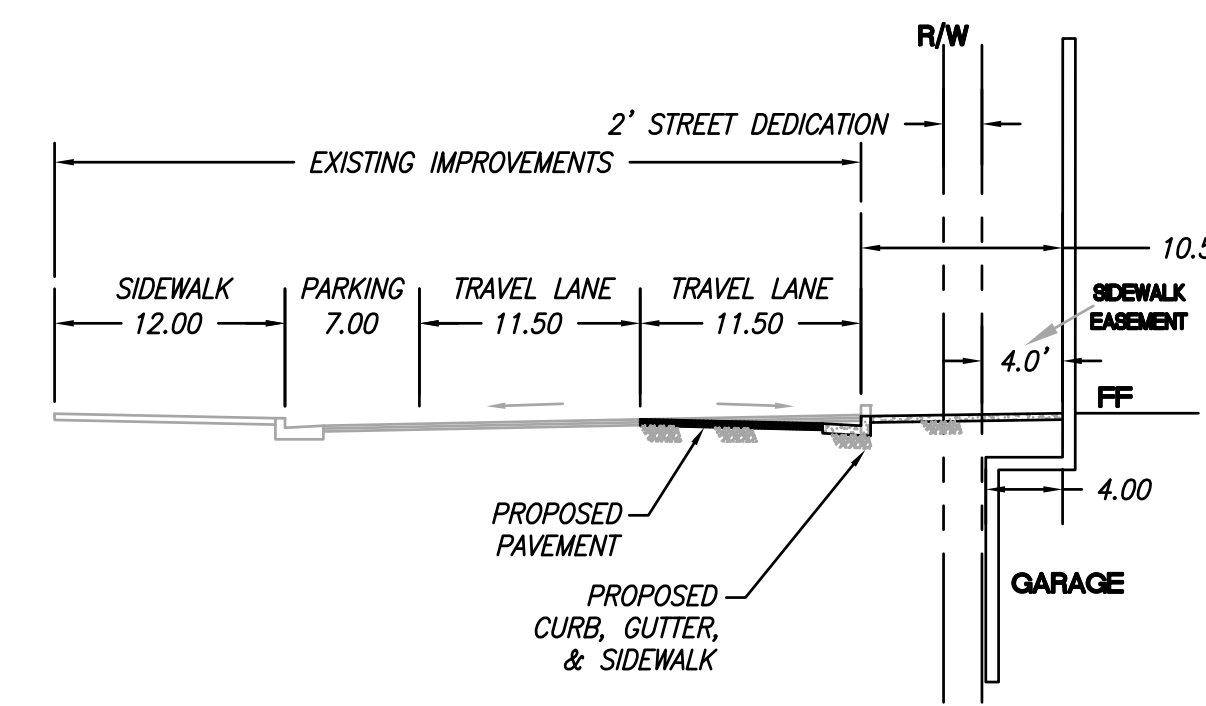 R/W
2' STREET DEDICATION
EXISTING IMPROVEMENTS
10.5
SIDEWALK
12.00
PARKING
7.00
TRAVEL LANE
11.50
TRAVEL LANE
11.50
SIDEWALK
EASEMENT
4.0'
FF
4.00
PROPOSED
PAVEMENT
GARAGE
PROPOSED
CURB, GUTTER,
& SIDEWALK